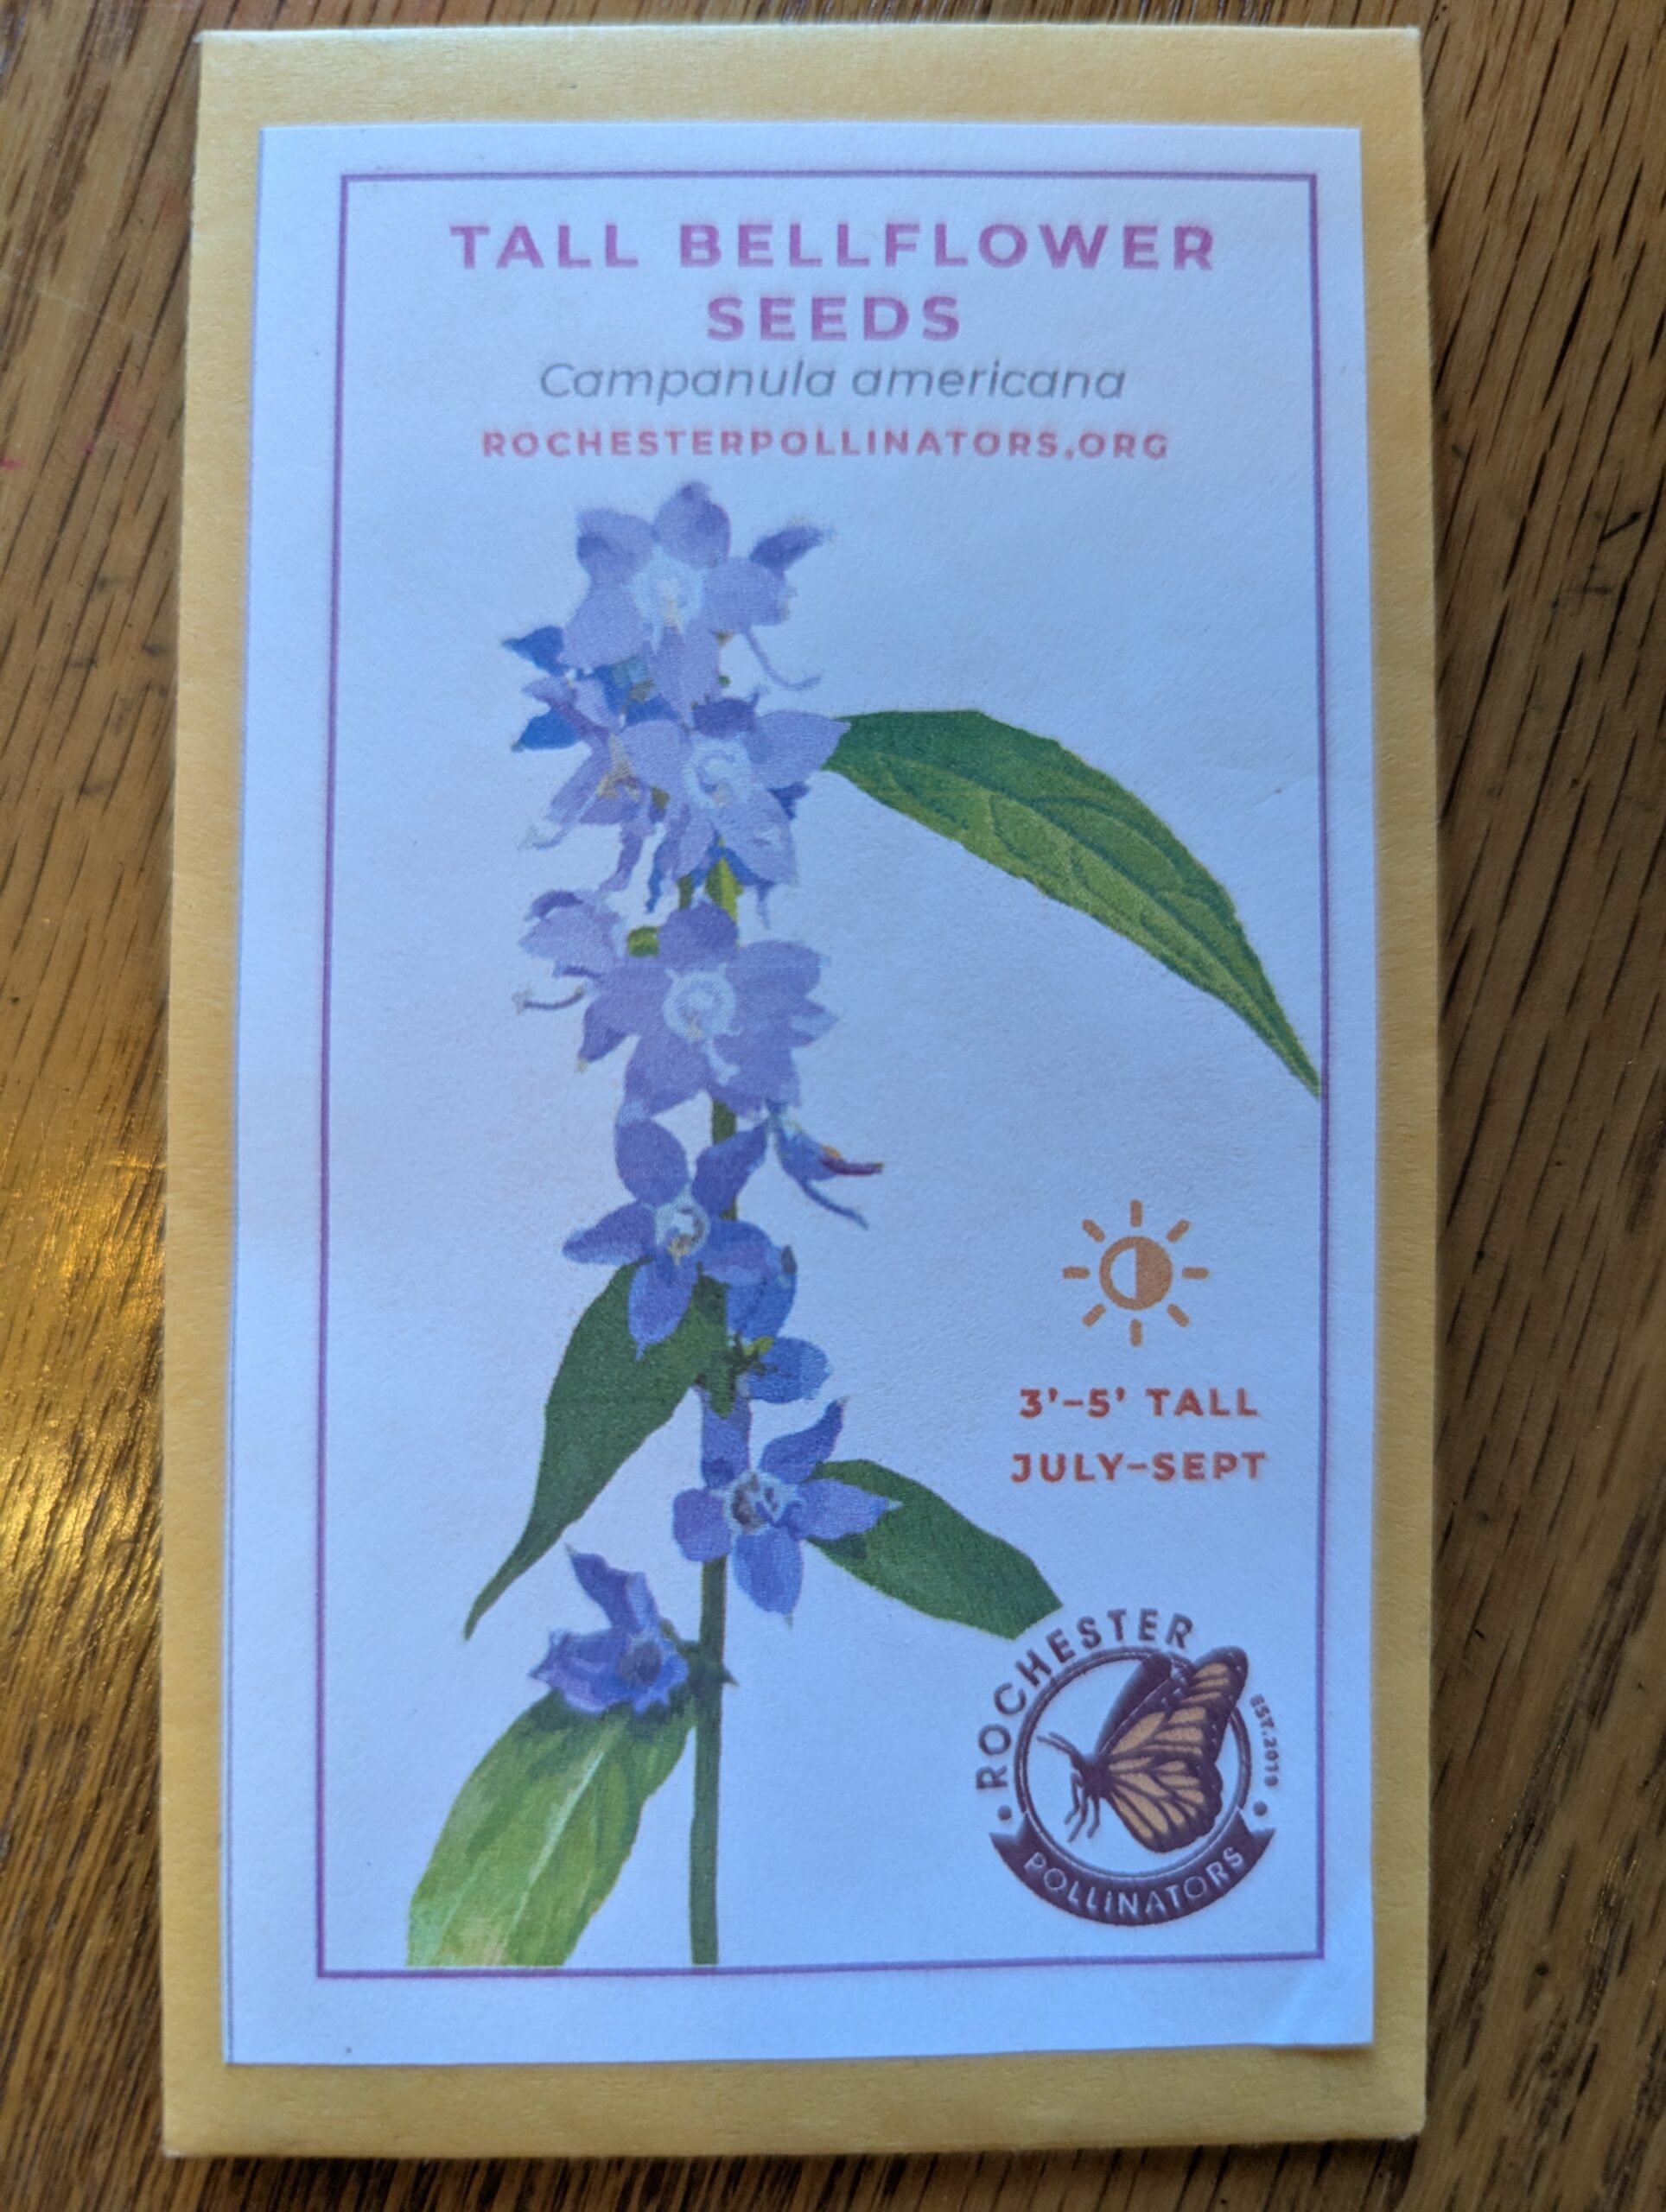 TALL BELLFLOWER
SEEDS
Campanula americana
ROCHESTERPOLLINATORS.ORG
3'-5' TALL
JULY-SEPT
ROCHESTER
EST.2019
POLLINATORS